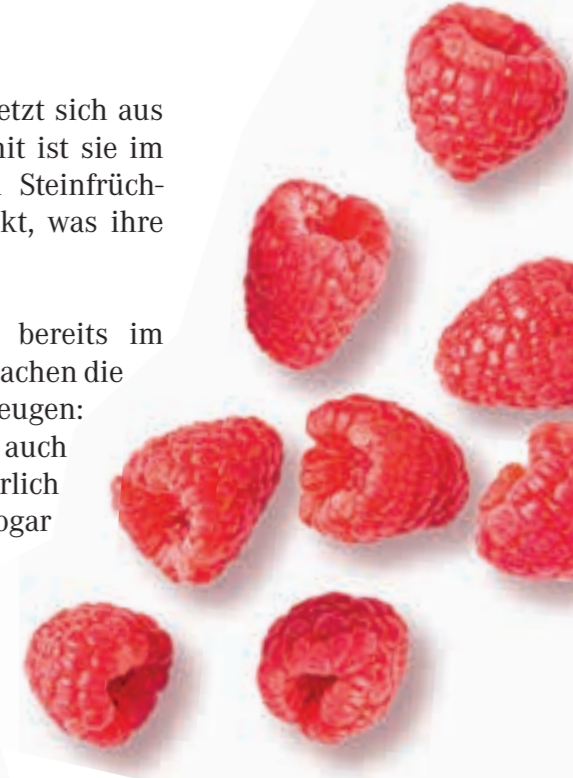 etzt sich aus
nit ist sie im
Steinfrüch-
kt, was ihre
bereits im
achen die
eugen:
auch
rlich
ogar